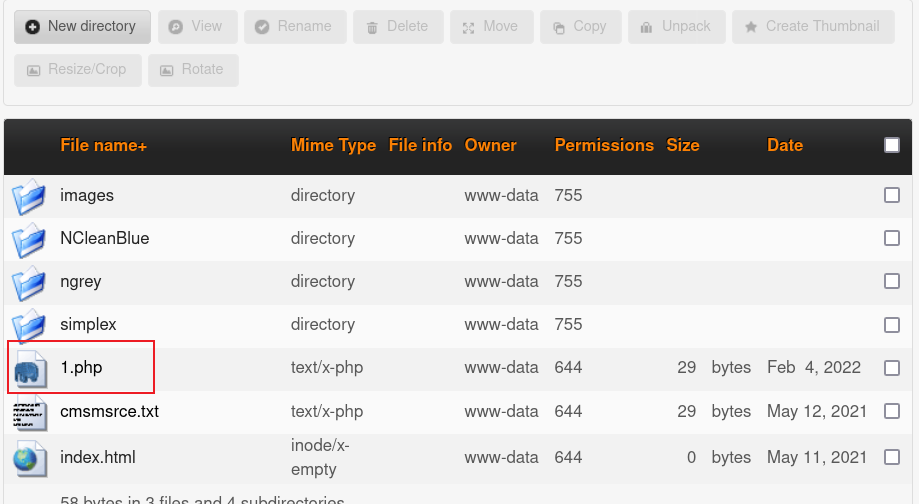 New directory View Rename Delete Move Copy Unpack Create Thumbnail
Resize/Crop Rotate
File name+ Mime Type File info Owner Permissions Size Date
images directory www-data 755
NCleanBlue directory www-data 755
ngrey directory www-data 755
simplex directory www-data 755
1.php text/x-php www-data 644 29 bytes Feb 4, 2022
cmsmsrce.txt text/x-php www-data 644 29 bytes May 12, 2021
index.html inode/x-
empty www-data 644 0 bytes May 11, 2021
58 bytes in 3 files and 4 subdirectories